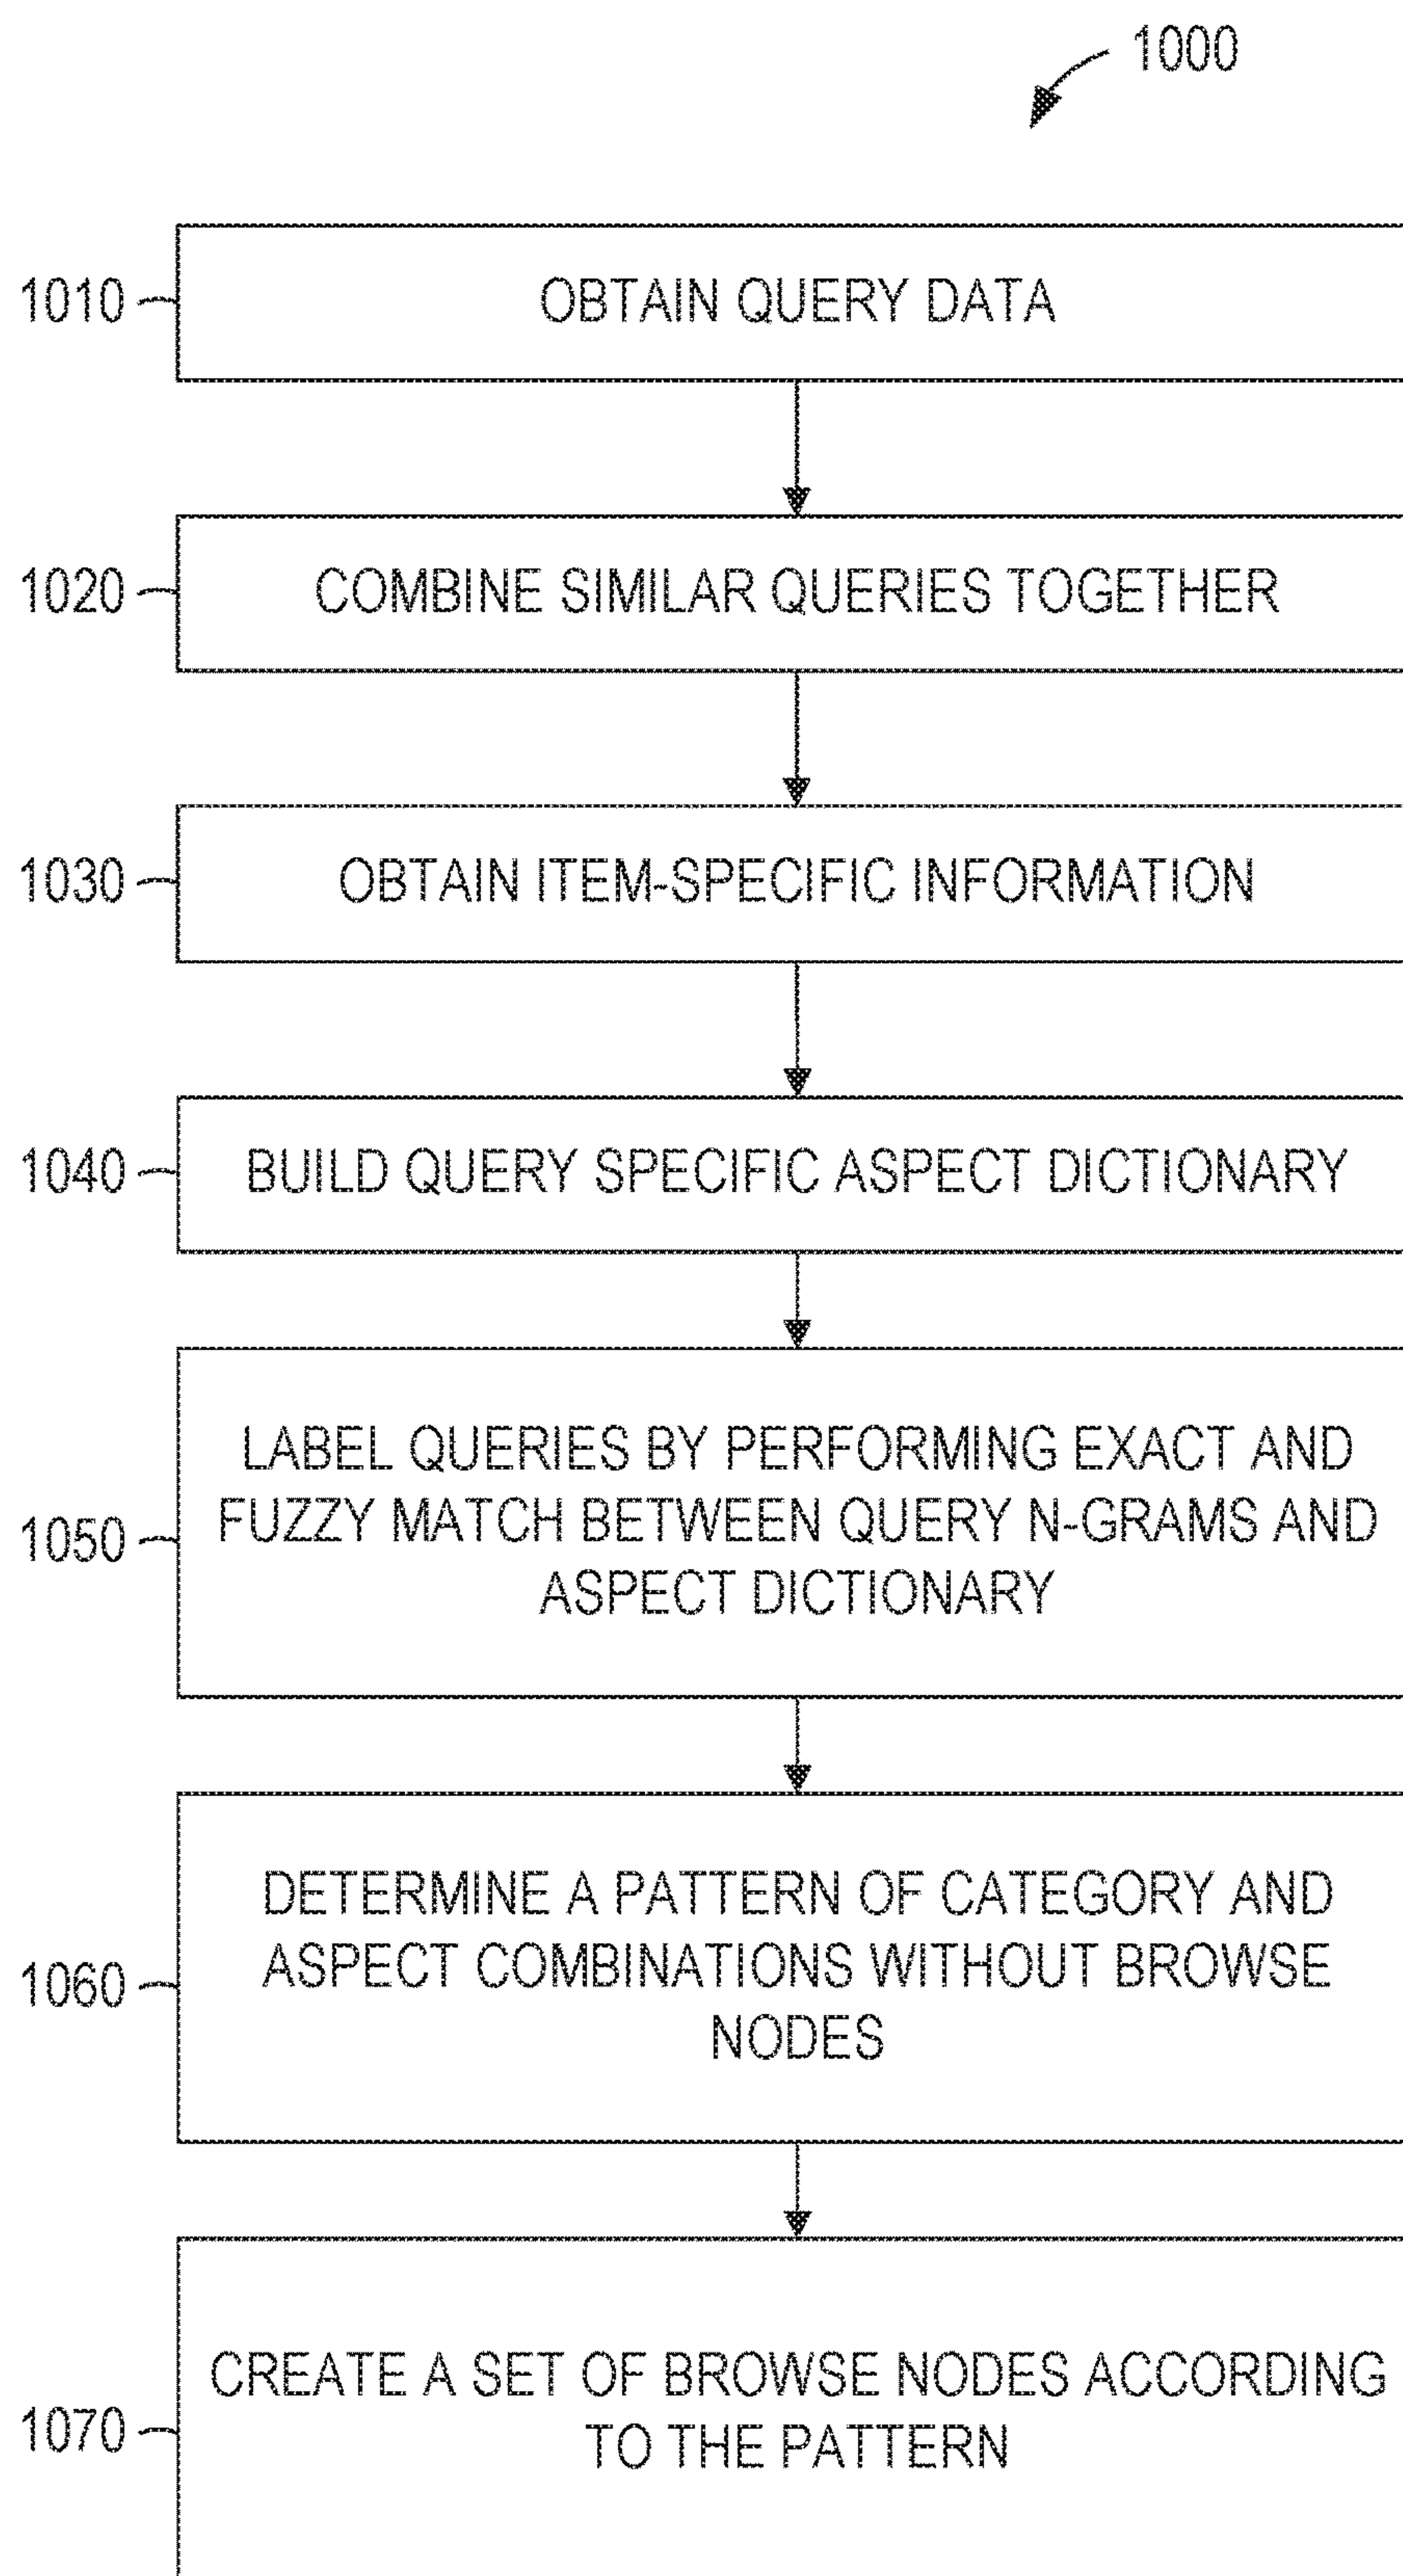 1000
1010
OBTAIN QUERY DATA
1020
COMBINE SIMILAR QUERIES TOGETHER
1030
OBTAIN ITEM-SPECIFIC INFORMATION
1040
BUILD QUERY SPECIFIC ASPECT DICTIONARY
1050
LABEL QUERIES BY PERFORMING EXACT AND
FUZZY MATCH BETWEEN QUERY N-GRAMS AND
ASPECT DICTIONARY
1060
DETERMINE A PATTERN OF CATEGORY AND
ASPECT COMBINATIONS WITHOUT BROWSE
NODES
1070
CREATE A SET OF BROWSE NODES ACCORDING
TO THE PATTERN